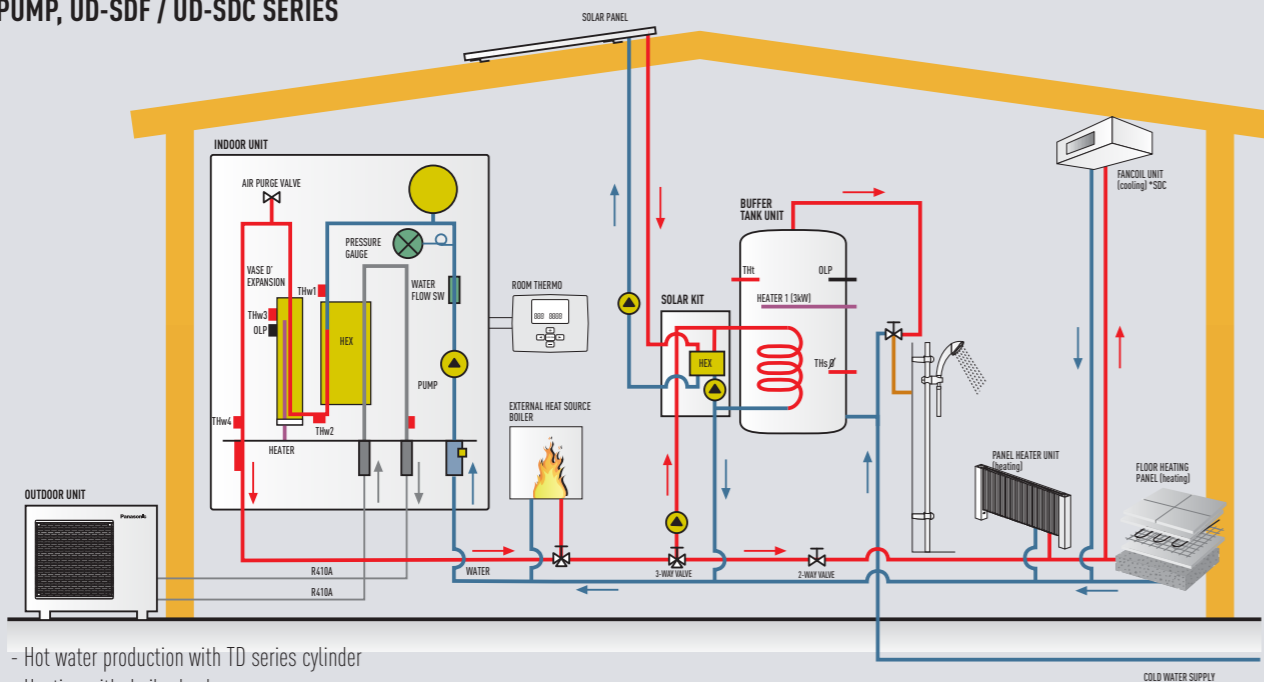 PUMP, UD-SDF / UD-SDC SERIES
SOLAR PANEL
INDOOR UNIT
AIR PURGE VALVE
PRESSURE
GAUGE
VASE D'
EXPANSION
THw1
THw3
OLP
HEX
WATER
FLOW SW
PUMP
THw4
THw2
HEATER
ROOM THERMO
888 8888
EXTERNAL HEAT SOURCE
BOILER
SOLAR KIT
HEX
BUFFER
TANK UNIT
THt
OLP
HEATER 1 (3kW)
THs
FANCOIL UNIT
(cooling) *SDC
PANEL HEATER UNIT
(heating)
FLOOR HEATING
PANEL (heating)
OUTDOOR UNIT
Panasonic
R410A
R410A
WATER
3-WAY VALVE
2-WAY VALVE
- Hot water production with TD series cylinder
COLD WATER SUPPLY